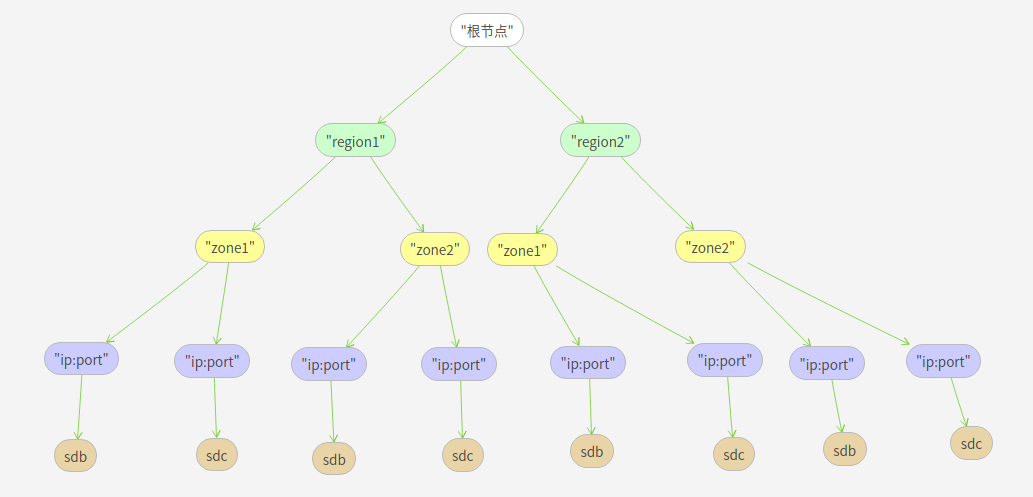 "根节点"
"region1"
"region2"
"zone1"
"zone2"
"zone1"
"zone2"
"ip:port"
"ip:port"
"ip:port"
"ip:port"
"ip:port"
"ip:port"
"ip:port"
"ip:port"
sdb
sdc
sdb
sdc
sdb
sdc
sdb
sdc